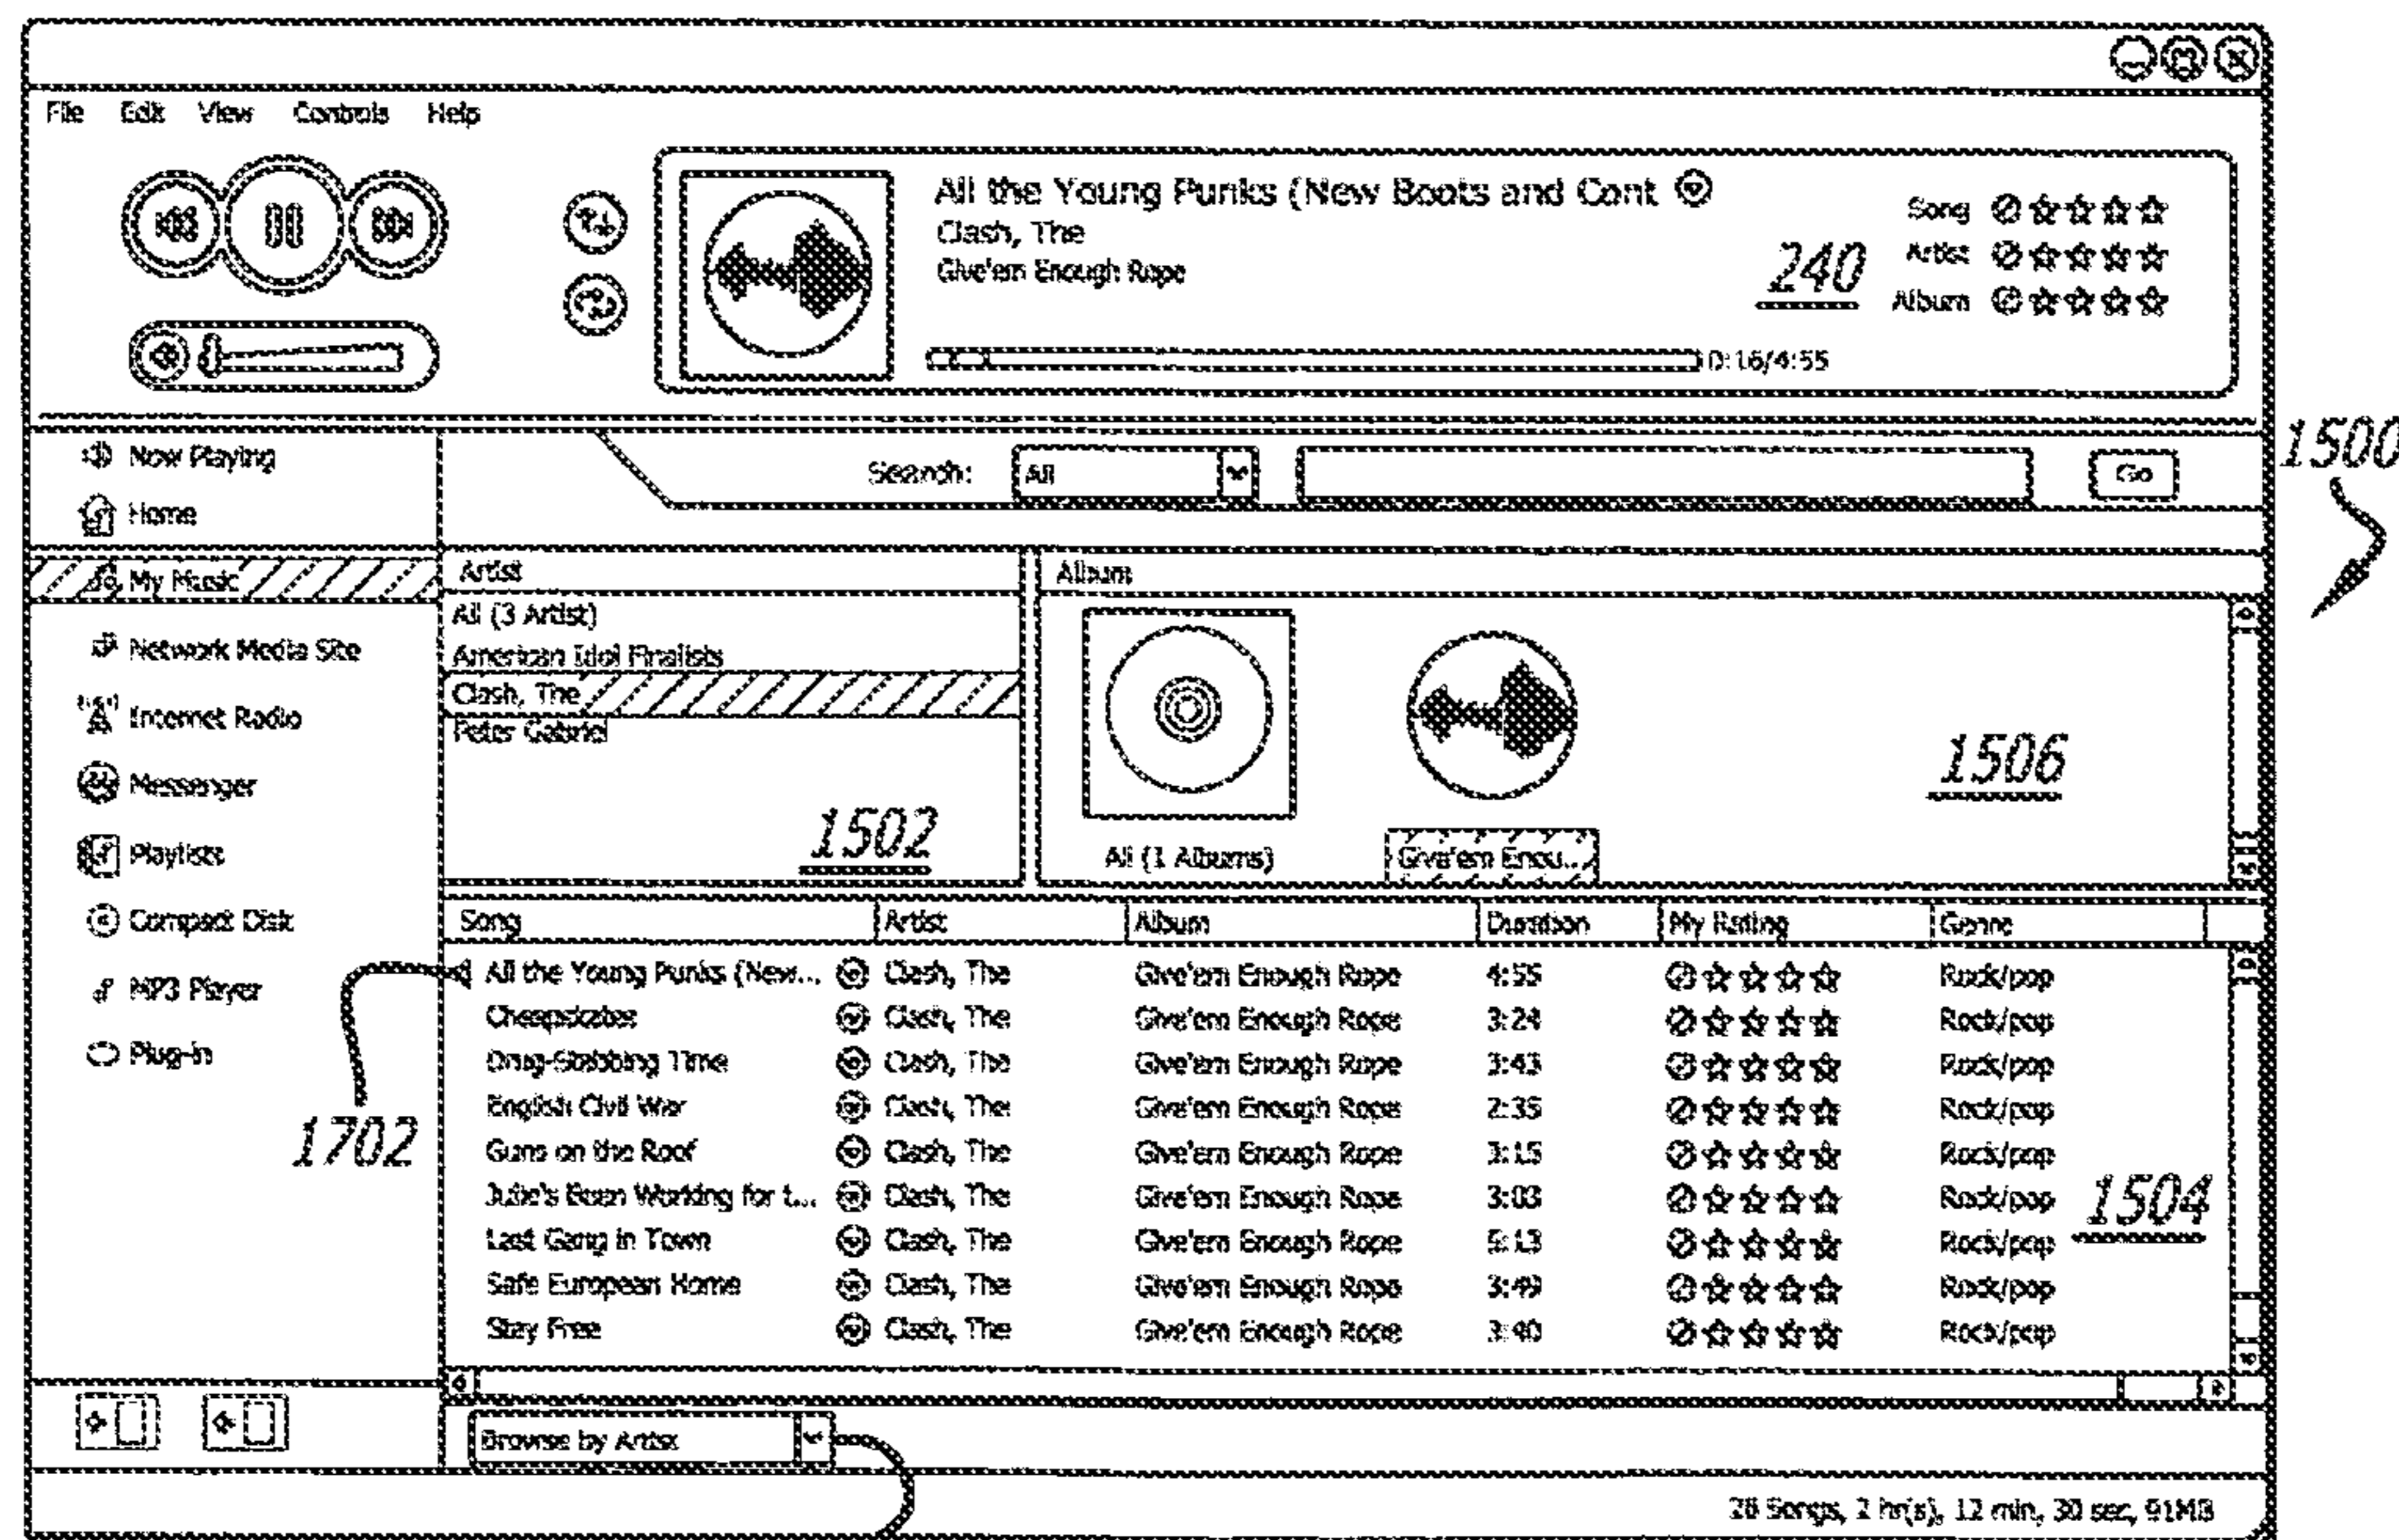 File Edit View Controls Help
All the Young Punks (New Boots and Cont
Clash, The
Give'em Enough Rope
240
Song
Artist
Album
0:16/4:55
1500
Now Playing
Search: All Go
Home
My Music
Artist
Album
All (3 Artist)
Network Media Site
American Idol Finalists
Clash, The
Internet Radio
Peter Gabriel
1506
Messenger
1502
Playlists
All (1 Albums)
Give'em Enou...
Compact Disk
Song Artist Album Duration My Rating Genre
All the Young Punks (New... Clash, The Give'em Enough Rope 4:55 Rock/pop
MP3 Player
Cheapskates Clash, The Give'em Enough Rope 3:24 Rock/pop
Plug-in
Drug-Stabbing Time Clash, The Give'em Enough Rope 3:43 Rock/pop
English Civil War Clash, The Give'em Enough Rope 2:35 Rock/pop
1702
Guns on the Roof Clash, The Give'em Enough Rope 3:15 Rock/pop
Julie's Been Working for t... Clash, The Give'em Enough Rope 3:03 Rock/pop
1504
Last Gang in Town Clash, The Give'em Enough Rope 5:13 Rock/pop
Safe European Home Clash, The Give'em Enough Rope 3:49 Rock/pop
Stay Free Clash, The Give'em Enough Rope 3:40 Rock/pop
Browse by Artist
Songs, 2 hr(s), 12 min, 30 sec, 91MB